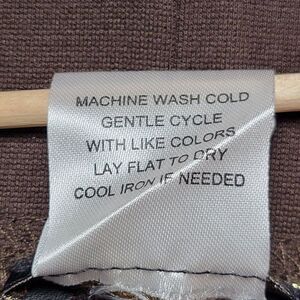 MACHINE WASH COLD
GENTLE CYCLE
WITH LIKE COLORS
LAY FLAT TO DRY
COOL IRON IF NEEDED